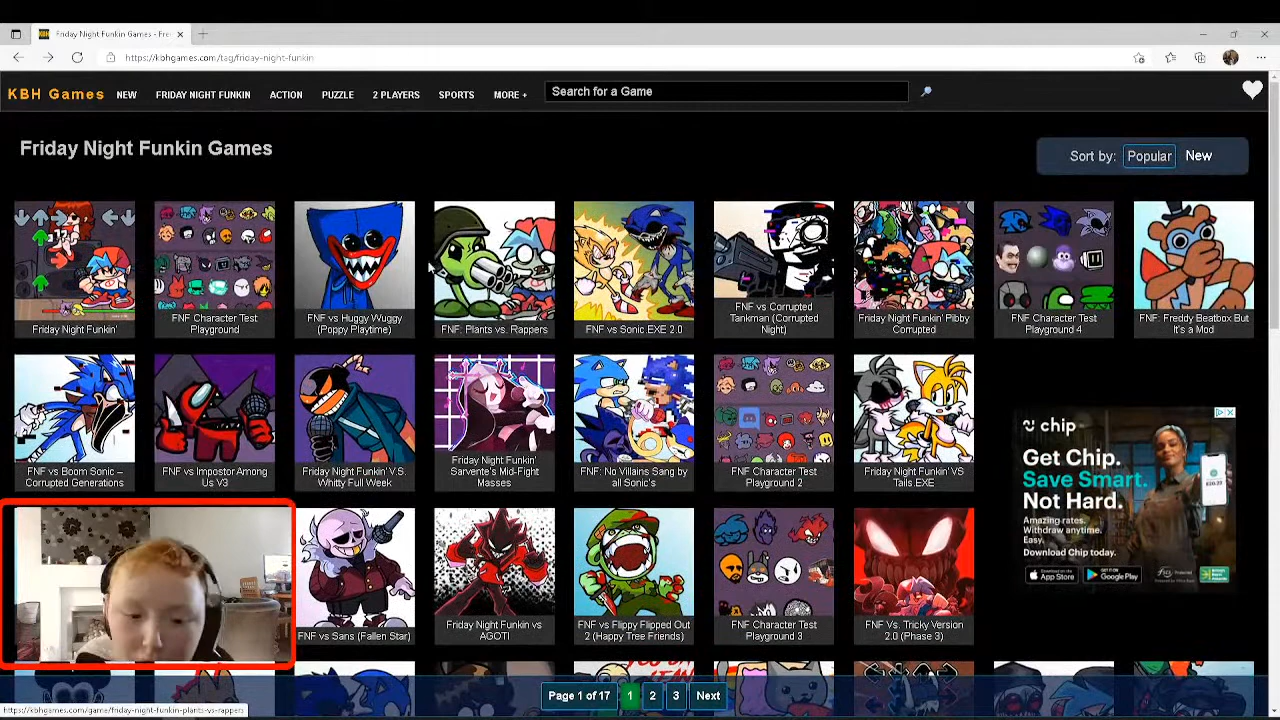 Friday Night Funkin Games - Fre
https://kbhgames.com/tag/friday-night-funkin
KBH Games
NEW
FRIDAY NIGHT FUNKIN
ACTION
PUZZLE
2 PLAYERS
SPORTS
MORE +
Search for a Game
Friday Night Funkin Games
Sort by:
Popular
New
Friday Night Funkin
FNF Character Test
Playground
FNF vs Huggy Wuggy
(Poppy Playtime)
FNF: Plants vs. Rappers
FNF vs Sonic EXE 2.0
FNF vs Corrupted
Tankman (Corrupted
Night)
Friday Night Funkin' Pibby
Corrupted
FNF Character Test
Playground 4
FNF: Freddy Beatbox But
It's a Mod
FNF vs Boom Sonic –
Corrupted Generations
FNF vs Impostor Among
Us V3
Friday Night Funkin' V.S.
Whitty Full Week
Friday Night Funkin'
Sarvente's Mid-Fight
Masses
FNF: No Villains Sang by
all Sonic's
FNF Character Test
Playground 2
Friday Night Funkin' VS
Tails.EXE
chip
Get Chip.
Save Smart.
Not Hard.
Amazing rates.
Withdraw anytime.
Easy.
Download Chip today.
App Store
Google Play
FNF vs Sans (Fallen Star)
Friday Night Funkin vs
AGOTI
FNF vs Flippy Flipped Out
2 (Happy Tree Friends)
FNF Character Test
Playground 3
FNF Vs. Tricky Version
2.0 (Phase 3)
Page 1 of 17
1
2
3
Next
https://kbhgames.com/game/friday-night-funkin-plants-vs-rappers